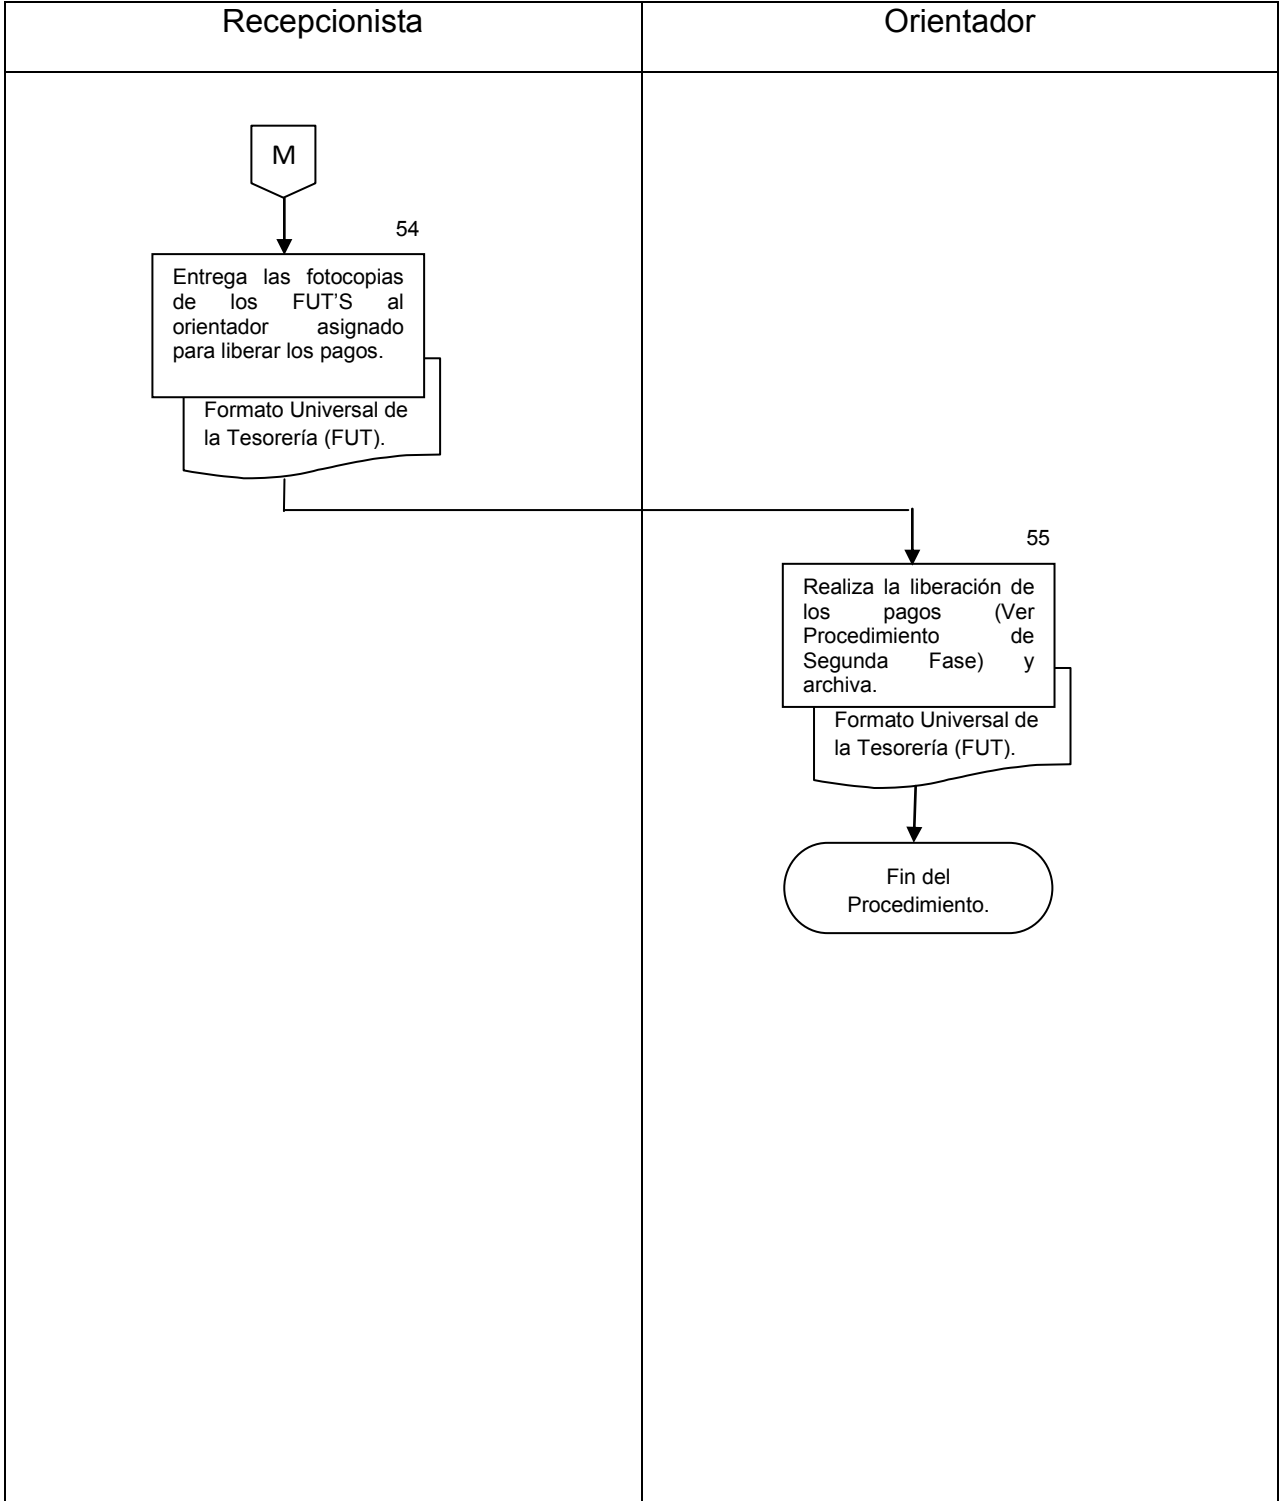 Recepcionista
Orientador
M
54
Entrega las fotocopias
de los FUT’S al
orientador asignado
para liberar los pagos.
Formato Universal de
la Tesorería (FUT).
55
Realiza la liberación de
los pagos (Ver
Procedimiento de
Segunda Fase) y
archiva.
Formato Universal de
la Tesorería (FUT).
Fin del
Procedimiento.